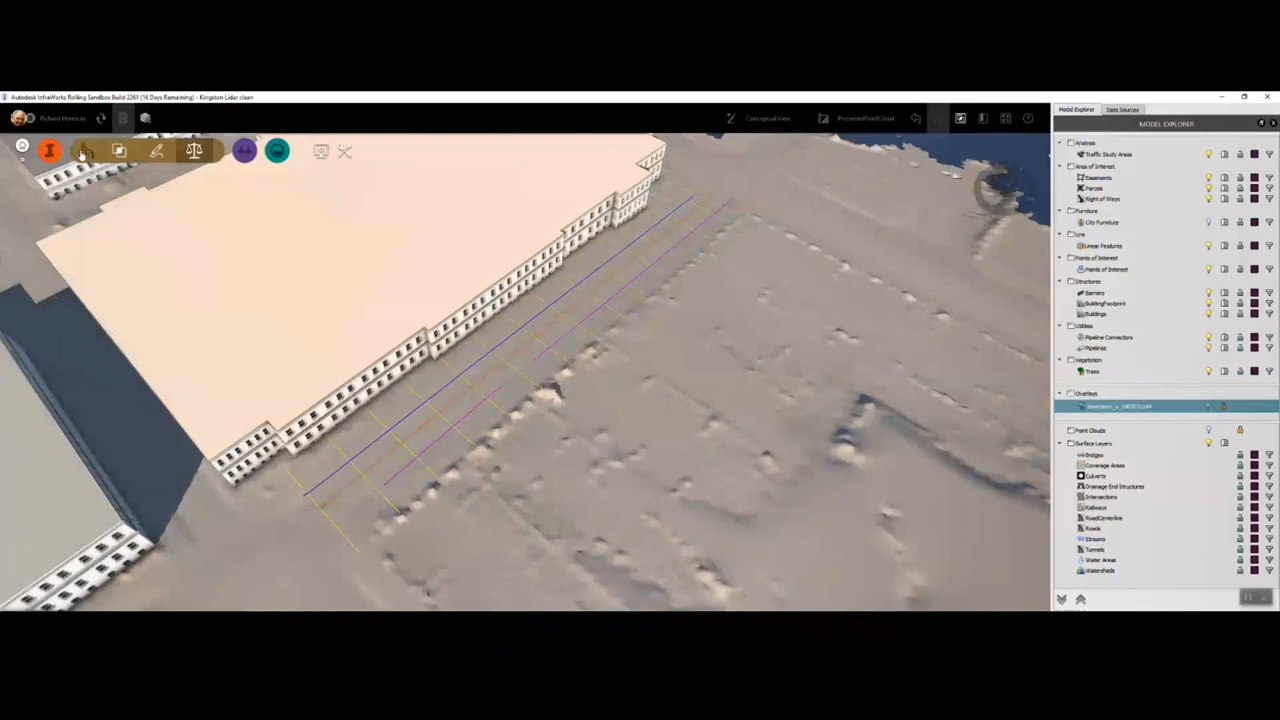 Autodesk InfraWorks Rolling Sandbox Build 2261 (16 Days Remaining) - Kingston Lidar clean
Richard Horrocks
Conceptual View
ProcessPointCloud
Model Explorer
Data Sources
MODEL EXPLORER
Analysis
Traffic Study Areas
Area of Interest
Easements
Parcels
Right of Ways
Furniture
City Furniture
Line
Linear Features
Points of Interest
Points of Interest
Structures
Barriers
BuildingFootprint
Buildings
Utilities
Pipeline Connectors
Pipelines
Vegetation
Trees
Overlays
Point Clouds
Surface Layers
Bridges
Coverage Areas
Culverts
Drainage End Structures
Intersections
Railways
RoadCenterline
Roads
Streams
Tunnels
Water Areas
Watersheds